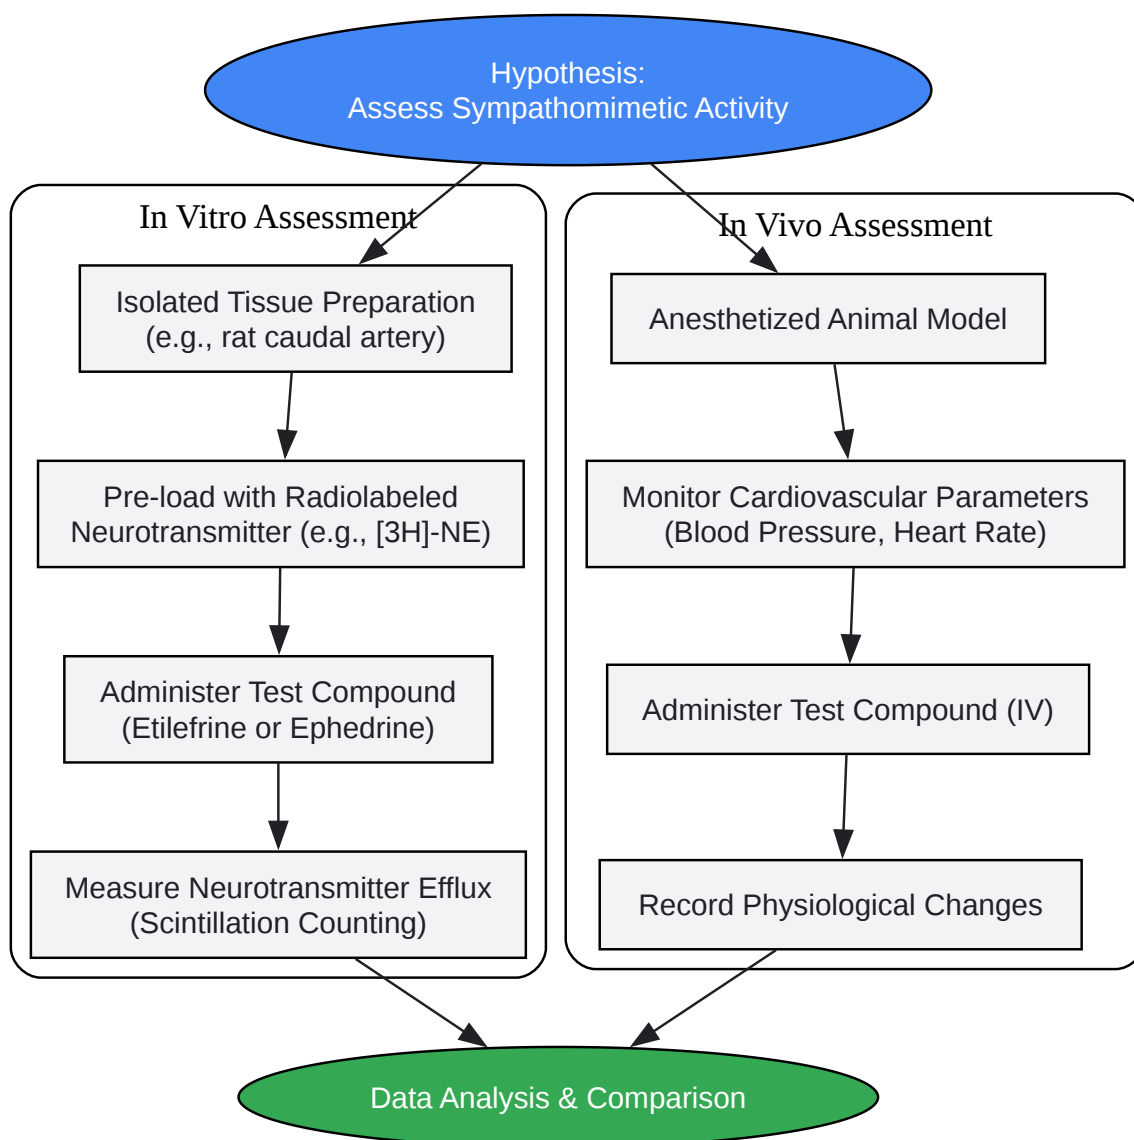 Hypothesis:
Assess Sympathomimetic Activity
In Vitro Assessment
Isolated Tissue Preparation
(e.g., rat caudal artery)
Pre-load with Radiolabeled
Neurotransmitter (e.g., [3H]-NE)
Administer Test Compound
(Etilefrine or Ephedrine)
Measure Neurotransmitter Efflux
(Scintillation Counting)
In Vivo Assessment
Anesthetized Animal Model
Monitor Cardiovascular Parameters
(Blood Pressure, Heart Rate)
Administer Test Compound (IV)
Record Physiological Changes
Data Analysis & Comparison